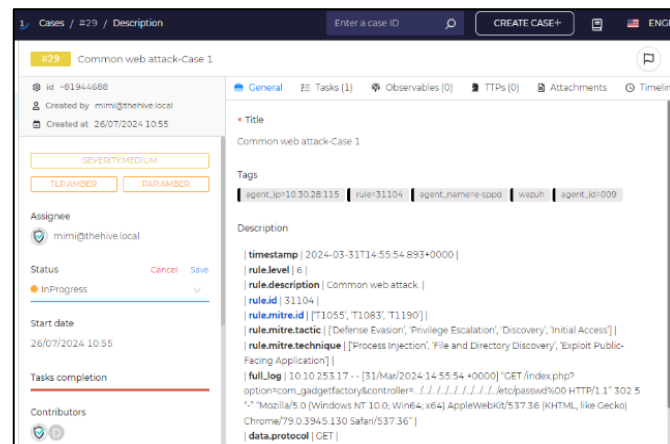 Cases / #29 / Description
Enter a case ID
CREATE CASE+
ENGL
#29 Common web attack-Case 1
id ~81944688
Created by mimi@thehive.local
Created at 26/07/2024 10:55
SEVERITY:MEDIUM
TLP:AMBER PAP:AMBER
Assignee
mimi@thehive.local
Status Cancel Save
InProgress
Start date
26/07/2024 10:55
Tasks completion
Contributors
D
General Tasks (1) Observables (0) TTPs (0) Attachments Timelin
* Title
Common web attack-Case 1
Tags
agent_ip=10.30.28.115 rule=31104 agent_name=e-sppd wazuh agent_id=009
Description
| timestamp | 2024-03-31T14:55:54.893+0000 |
| rule.level | 6 |
| rule.description | Common web attack. |
| rule.id | 31104 |
| rule.mitre.id | ['T1055', 'T1083', 'T1190'] |
| rule.mitre.tactic | ['Defense Evasion', 'Privilege Escalation', 'Discovery', 'Initial Access'] |
| rule.mitre.technique | ['Process Injection', 'File and Directory Discovery', 'Exploit Public-
Facing Application'] |
| full_log | 10.10.253.17 - - [31/Mar/2024:14:55:54 +0000] "GET /index.php?
option=com_gadgetfactory&controller=../../../../../../../../../../etc/passwd%00 HTTP/1.1" 302 5
"-" "Mozilla/5.0 (Windows NT 10.0; Win64; x64) AppleWebKit/537.36 (KHTML, like Gecko)
Chrome/79.0.3945.130 Safari/537.36" |
| data.protocol | GET |